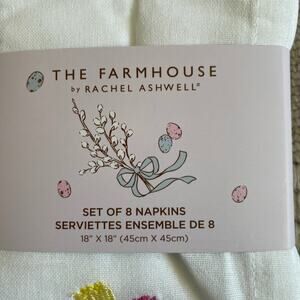 THE FARMHOUSE
by RACHEL ASHWELL®
SET OF 8 NAPKINS
SERVIETTES ENSEMBLE DE 8
18" X 18" (45cm X 45cm)